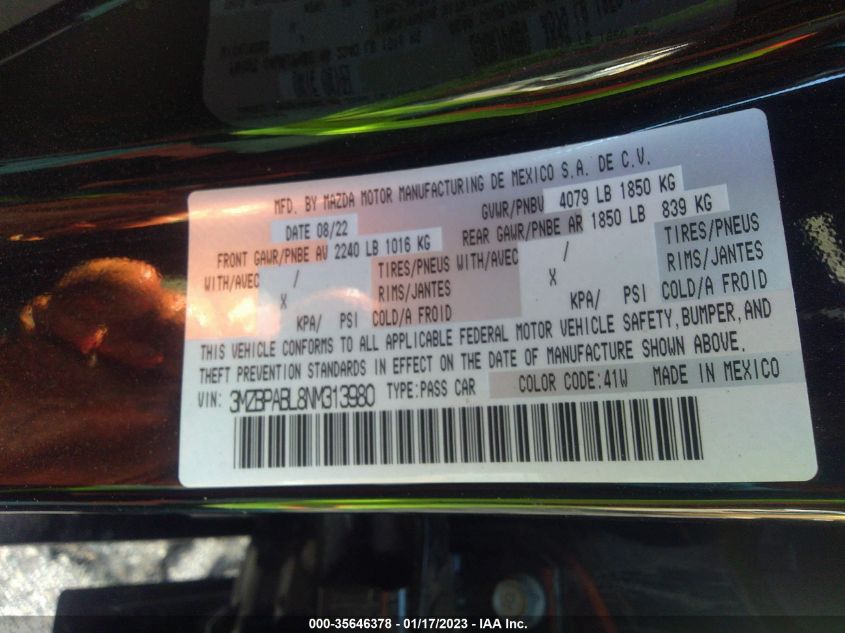 MFD. BY MAZDA MOTOR MANUFACTURING DE MEXICO S.A. DE C.V.
DATE 08/22 GVWR/PNBV 4079 LB 1850 KG
FRONT GAWR/PNBE AV 2240 LB 1016 KG REAR GAWR/PNBE AR 1850 LB 839 KG
WITH/AVEC / TIRES/PNEUS WITH/AVEC / TIRES/PNEUS
X RIMS/JANTES X RIMS/JANTES
KPA/ PSI COLD/A FROID KPA/ PSI COLD/A FROID
THIS VEHICLE CONFORMS TO ALL APPLICABLE FEDERAL MOTOR VEHICLE SAFETY, BUMPER, AND
THEFT PREVENTION STANDARDS IN EFFECT ON THE DATE OF MANUFACTURE SHOWN ABOVE.
VIN: 3MZBPABL8NM313980 TYPE:PASS CAR COLOR CODE:41W MADE IN MEXICO
000-35646378 - 01/17/2023 - IAA Inc.